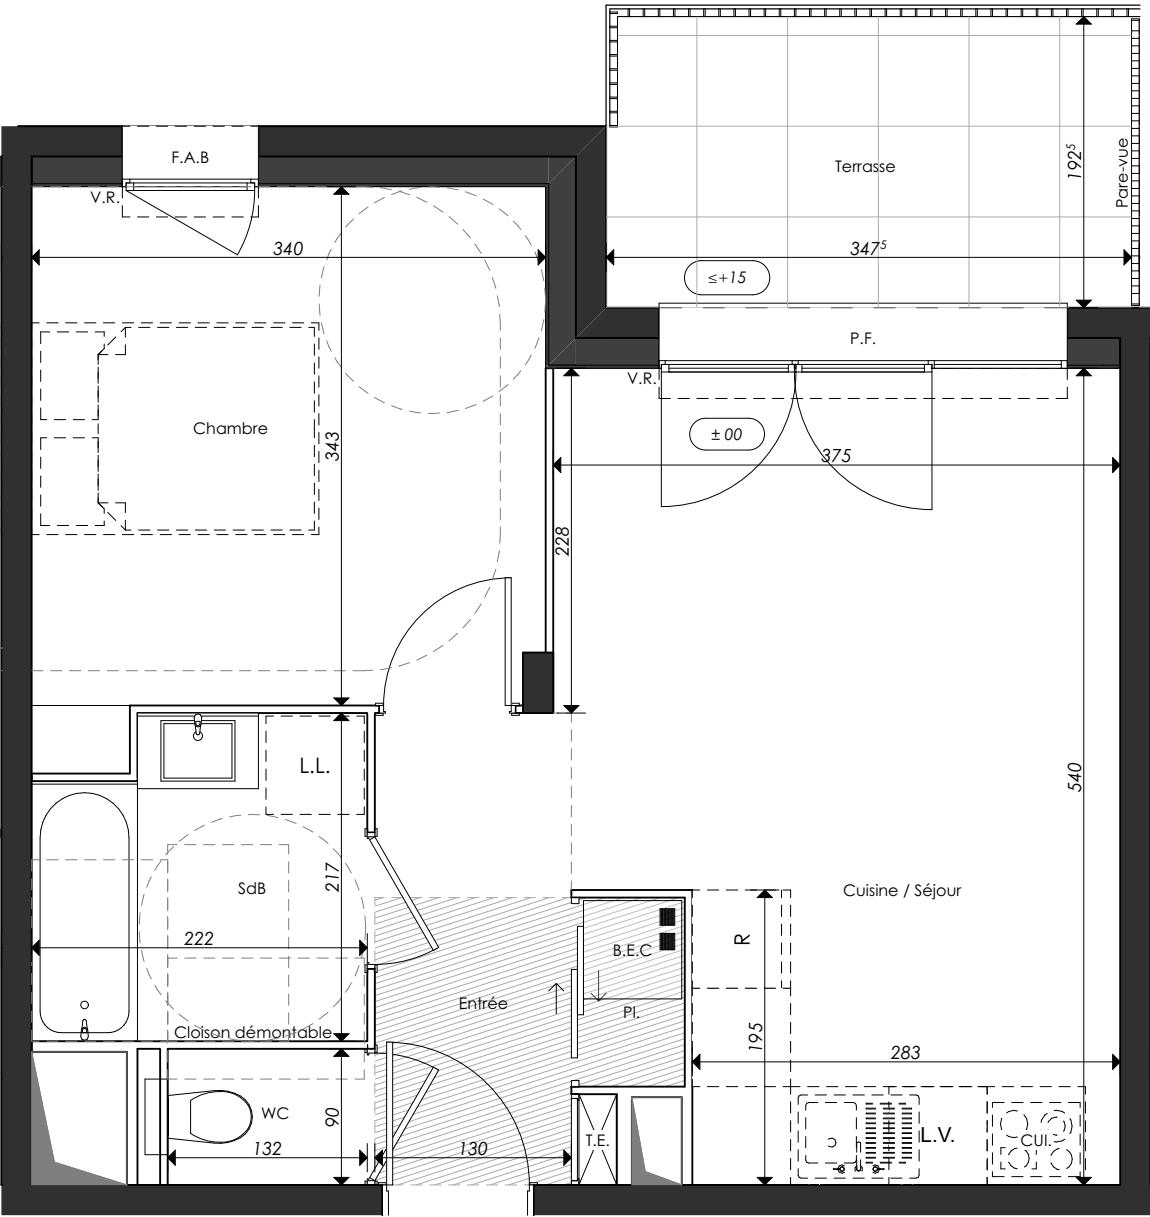 F.A.B
V.R.
340
Chambre
343
Terrasse
192⁵
Pare-vue
347⁵
≤+15
P.F.
V.R.
±00
375
228
540
L.L.
SdB
217
222
Cloison démontable
WC
90
132
Entrée
130
B.E.C
Pl.
T.E.
Cuisine / Séjour
R
195
283
L.V.
CUI.